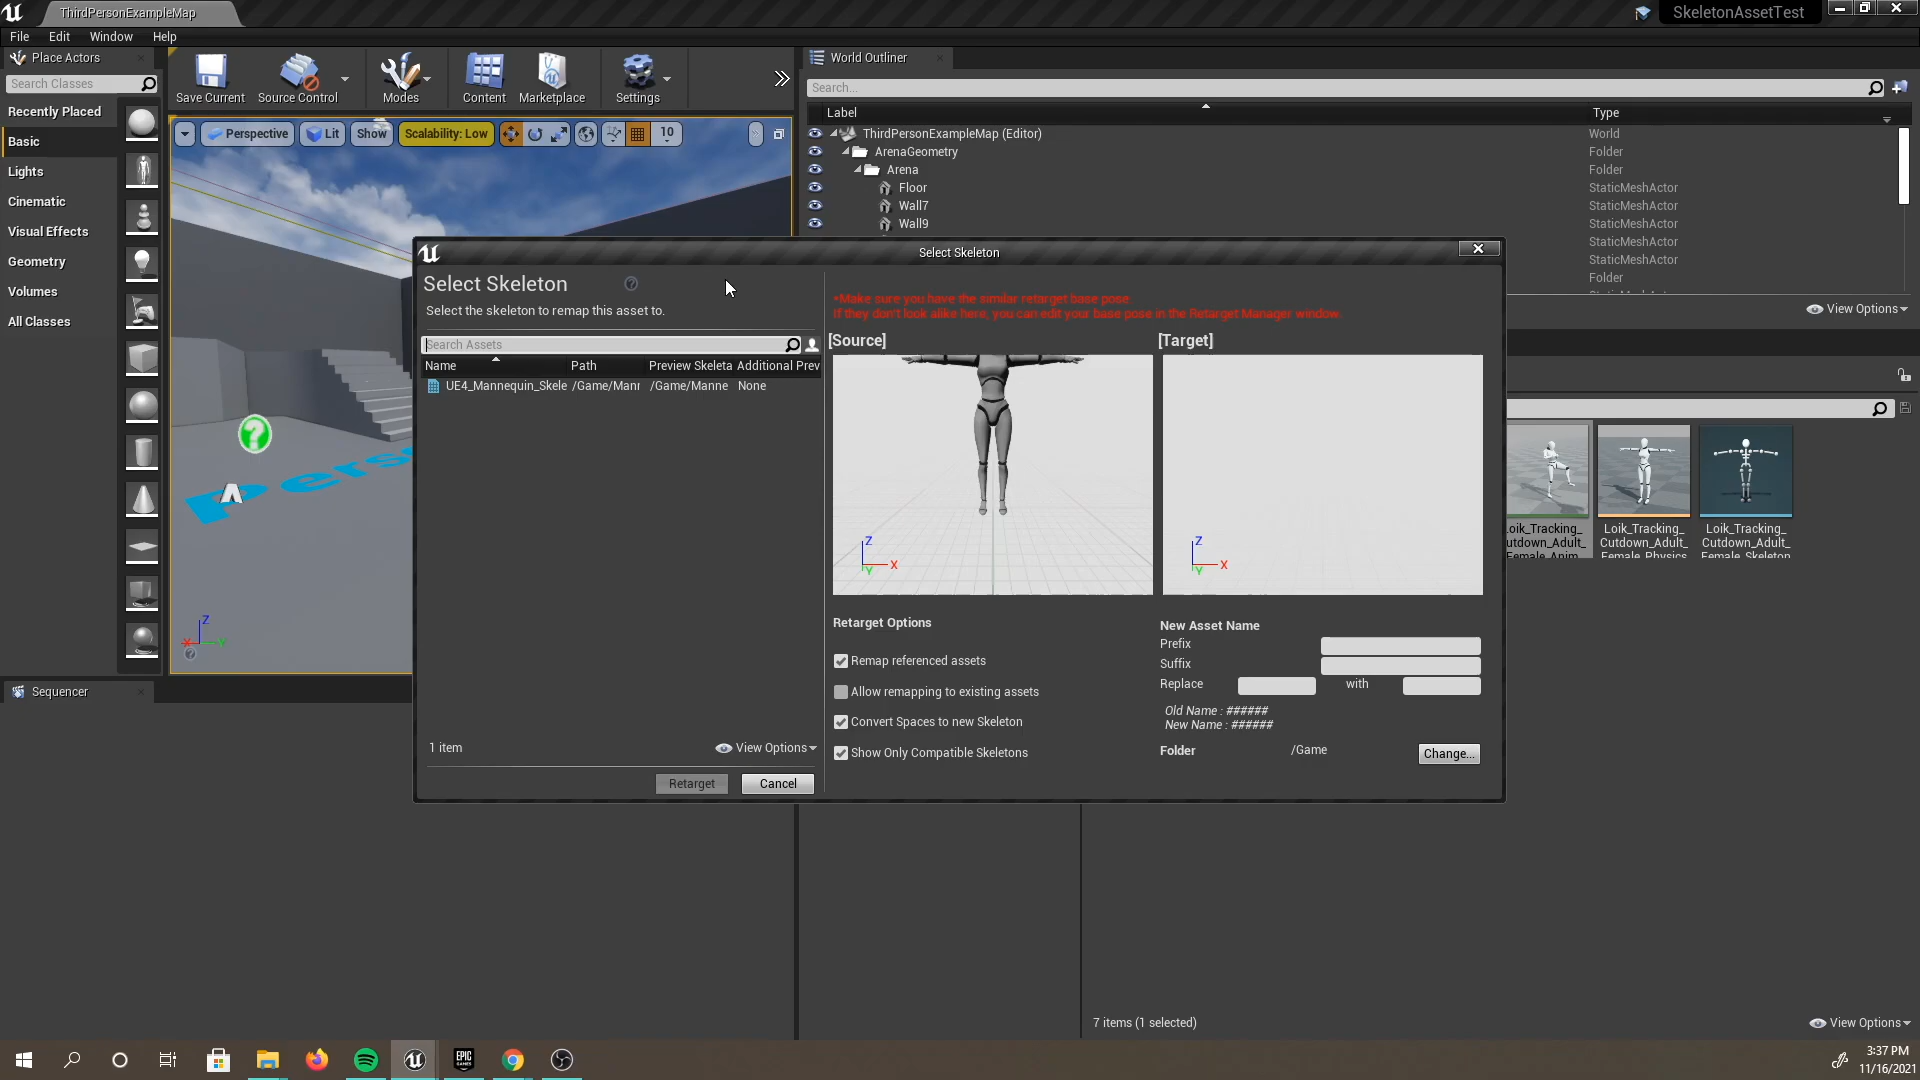 ThirdPersonExampleMap
SkeletonAssetTest
File
Edit
Window
Help
Place Actors
Search Classes
Recently Placed
Basic
Lights
Cinematic
Visual Effects
Geometry
Volumes
All Classes
Save Current
Source Control
Modes
Content
Marketplace
Settings
Perspective
Lit
Show
Scalability: Low
10
Z
X
Y
Sequencer
World Outliner
Search...
Label
Type
ThirdPersonExampleMap (Editor)
World
ArenaGeometry
Folder
Arena
Folder
Floor
StaticMeshActor
Wall7
StaticMeshActor
Wall9
StaticMeshActor
StaticMeshActor
StaticMeshActor
Folder
View Options
Select Skeleton
Select Skeleton
Select the skeleton to remap this asset to.
Search Assets
Name
Path
Preview Skeleta
Additional Prev
UE4_Mannequin_Skele
/Game/Mann
/Game/Manne
None
1 item
View Options
Retarget
Cancel
*Make sure you have the similar retarget base pose.
If they don't look alike here, you can edit your base pose in the Retarget Manager window.
[Source]
[Target]
Z
X
Y
Z
X
Y
Retarget Options
Remap referenced assets
Allow remapping to existing assets
Convert Spaces to new Skeleton
Show Only Compatible Skeletons
New Asset Name
Prefix
Suffix
Replace
with
Old Name : ######
New Name : ######
Folder
/Game
Change...
Loik_Tracking_
Cutdown_Adult_
Female_Anim
Loik_Tracking_
Cutdown_Adult_
Female_Physics
Loik_Tracking_
Cutdown_Adult_
Female_Skeleton
7 items (1 selected)
View Options
EPIC
GAMES
3:37 PM
11/16/2021